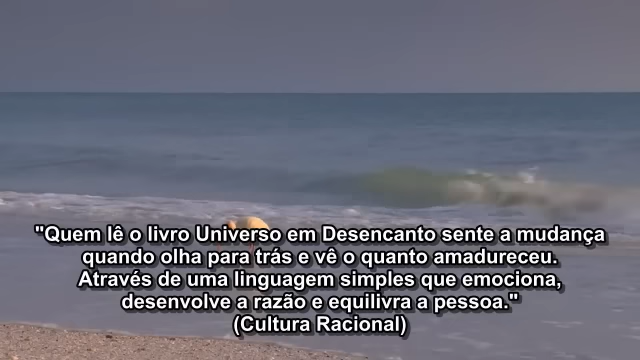 "Quem lê o livro Universo em Desencanto sente a mudança
quando olha para trás e vê o quanto amadureceu.
Através de uma linguagem simples que emociona,
desenvolve a razão e equilivra a pessoa."
(Cultura Racional)